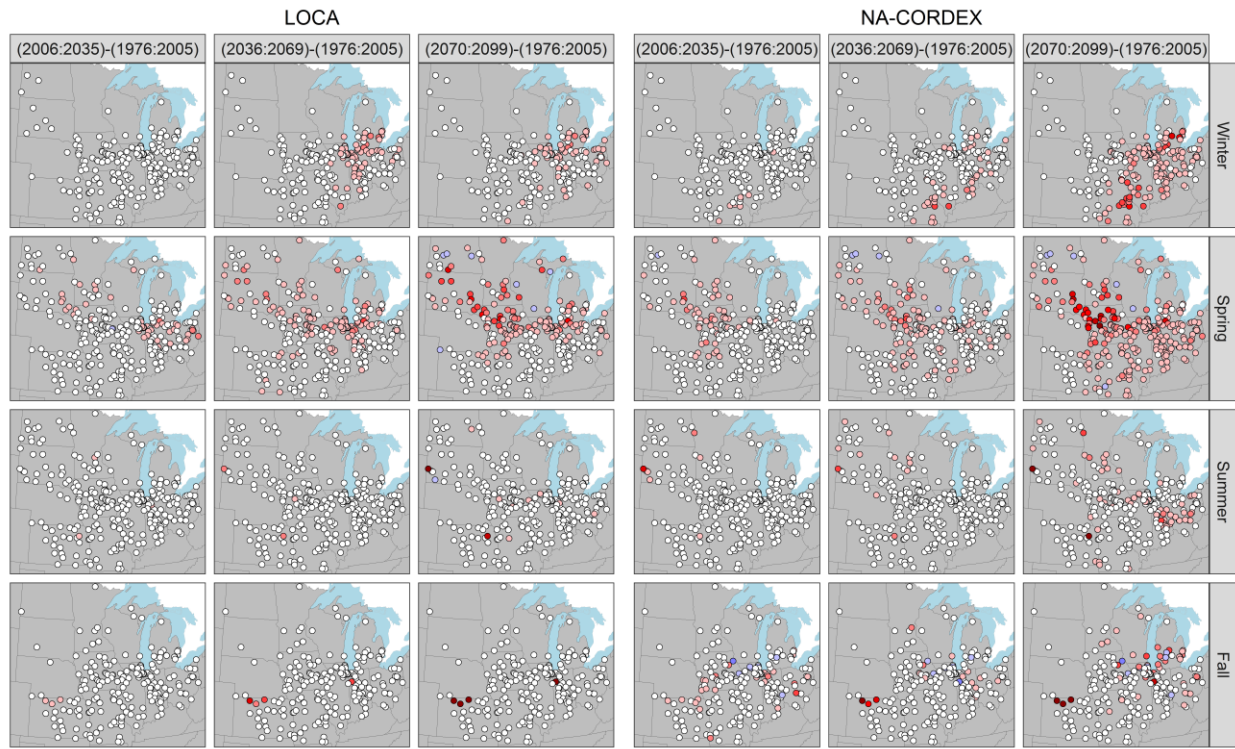 LOCA
NA-CORDEX
(2006:2035)-(1976:2005)
(2036:2069)-(1976:2005)
(2070:2099)-(1976:2005)
(2006:2035)-(1976:2005)
(2036:2069)-(1976:2005)
(2070:2099)-(1976:2005)
Winter
Spring
Summer
Fall